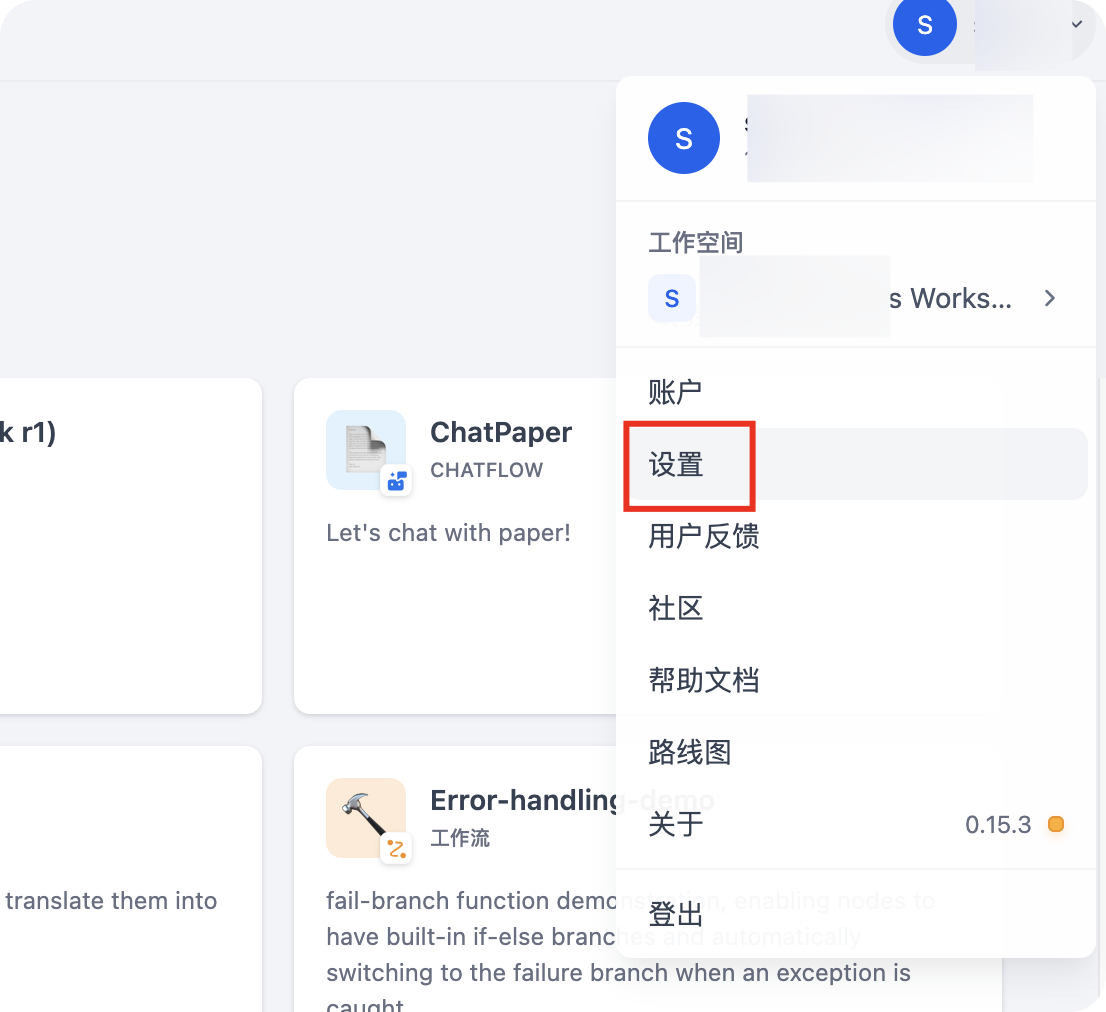 S
S
工作空间
S
s Works...
账户
设置
用户反馈
社区
帮助文档
路线图
关于
0.15.3
登出
k r1)
ChatPaper
CHATFLOW
Let's chat with paper!
translate them into
Error-handling-demo
工作流
fail-branch function demonstration, enabling nodes to
have built-in if-else branches and automatically
switching to the failure branch when an exception is
caught